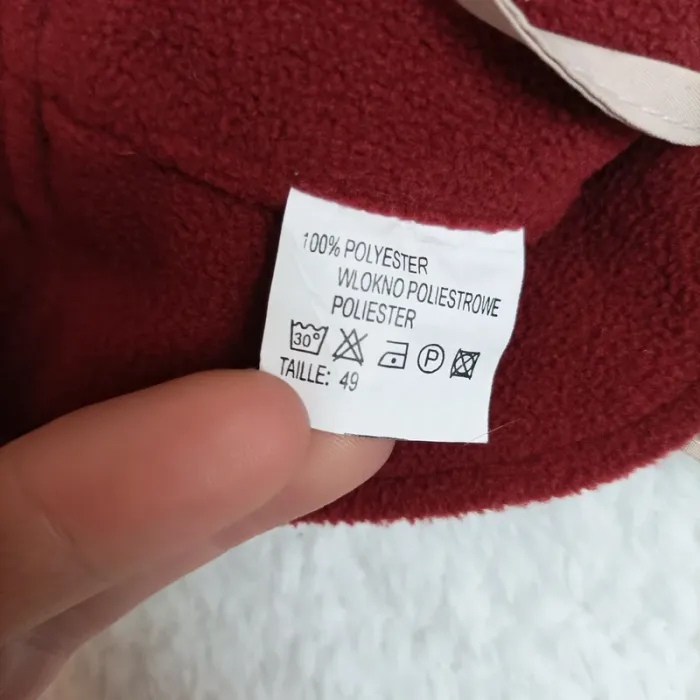 100% POLYESTER
WLOKNO POLIESTROWE
POLIESTER
30° P
TAILLE: 49